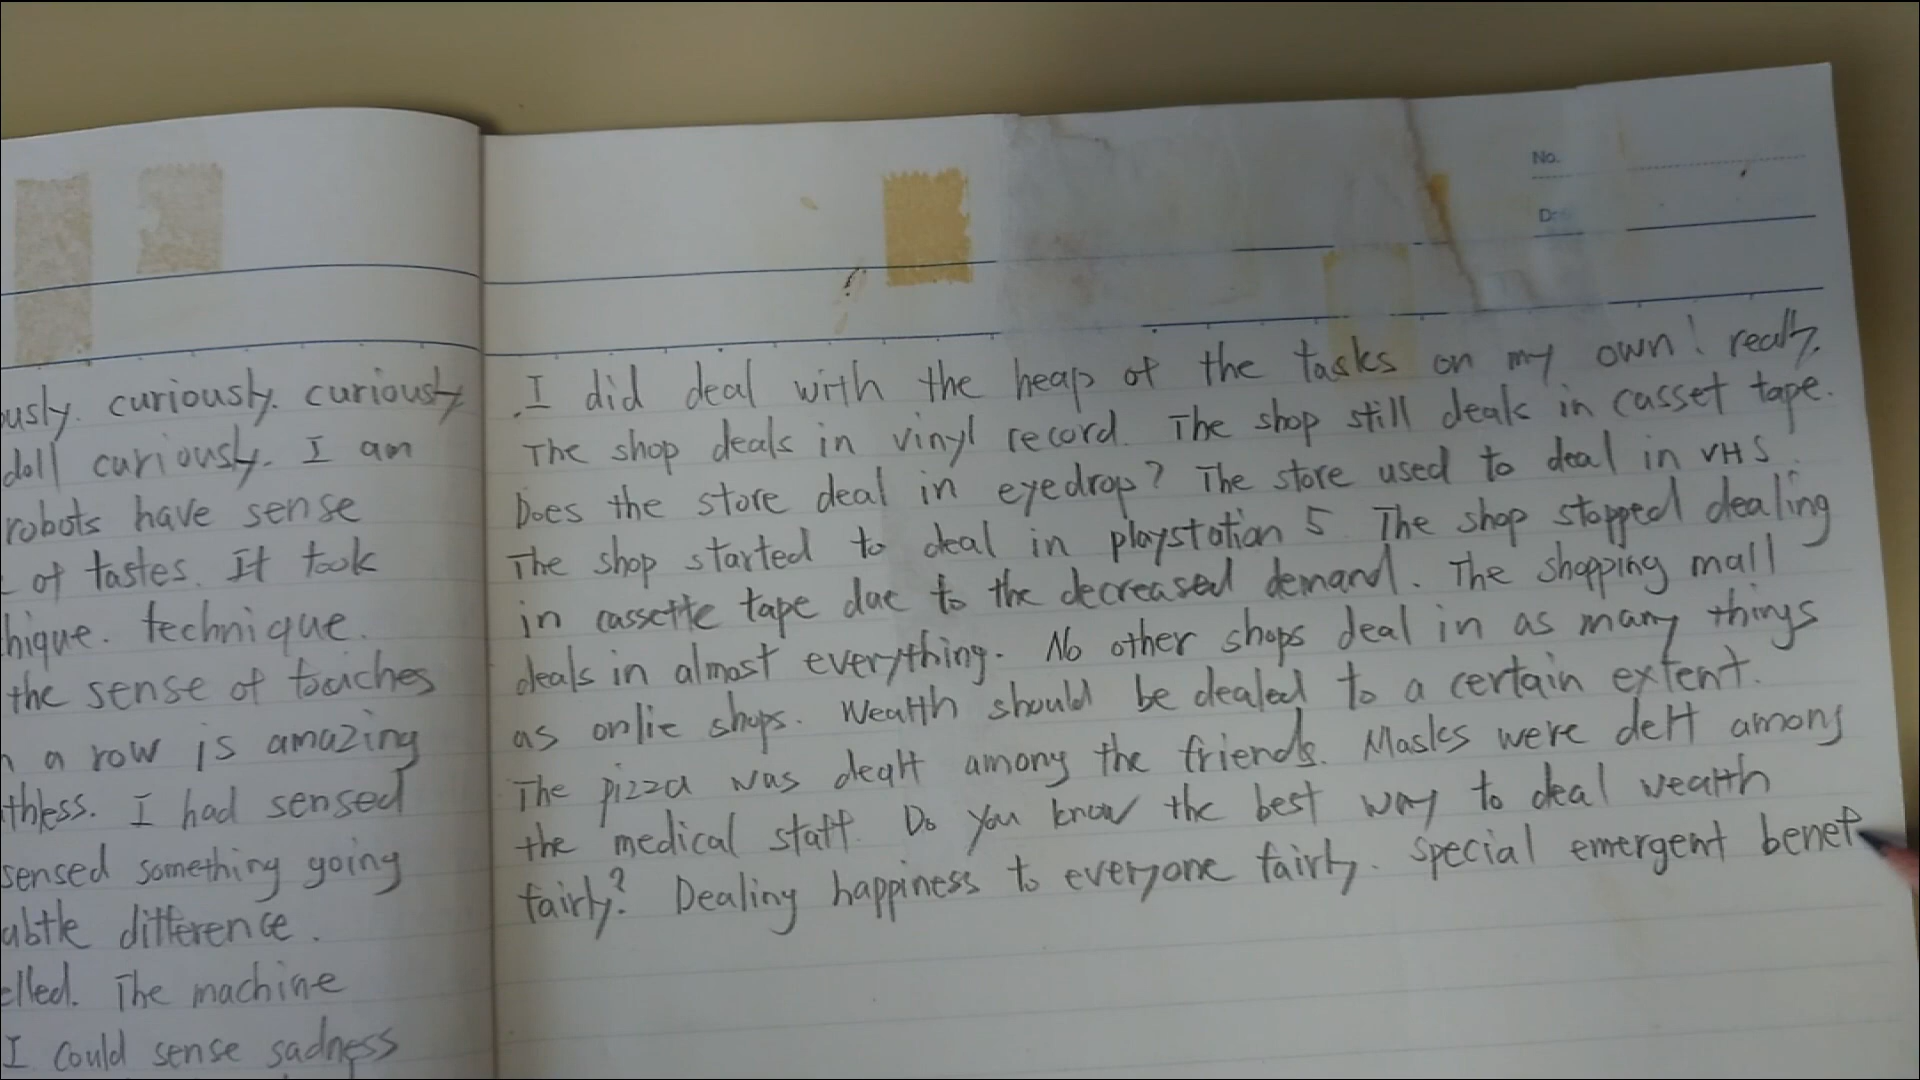 ously. curiously. curiously
doll curiously. I am
robots have sense
of tastes. It took
hique. technique.
the sense of touches
n a row is amazing
thless. I had sensed
sensed something going
ubtle difference.
elled. The machine
I could sense sadness
No.
I did deal with the heap of the tasks on my own! really.
The shop deals in vinyl record. The shop still deals in casset tape.
Does the store deal in eyedrop? The store used to deal in VHS.
The shop started to deal in playstation 5. The shop stopped dealing
in cassette tape due to the decreased demand. The shopping mall
deals in almost everything. No other shops deal in as many things
as onlie shops. Wealth should be dealed to a certain extent.
The pizza was dealt among the friends. Masks were delt among
the medical staff. Do you know the best way to deal wealth
fairly? Dealiny happiness to everyone fairly. Special emergent benef